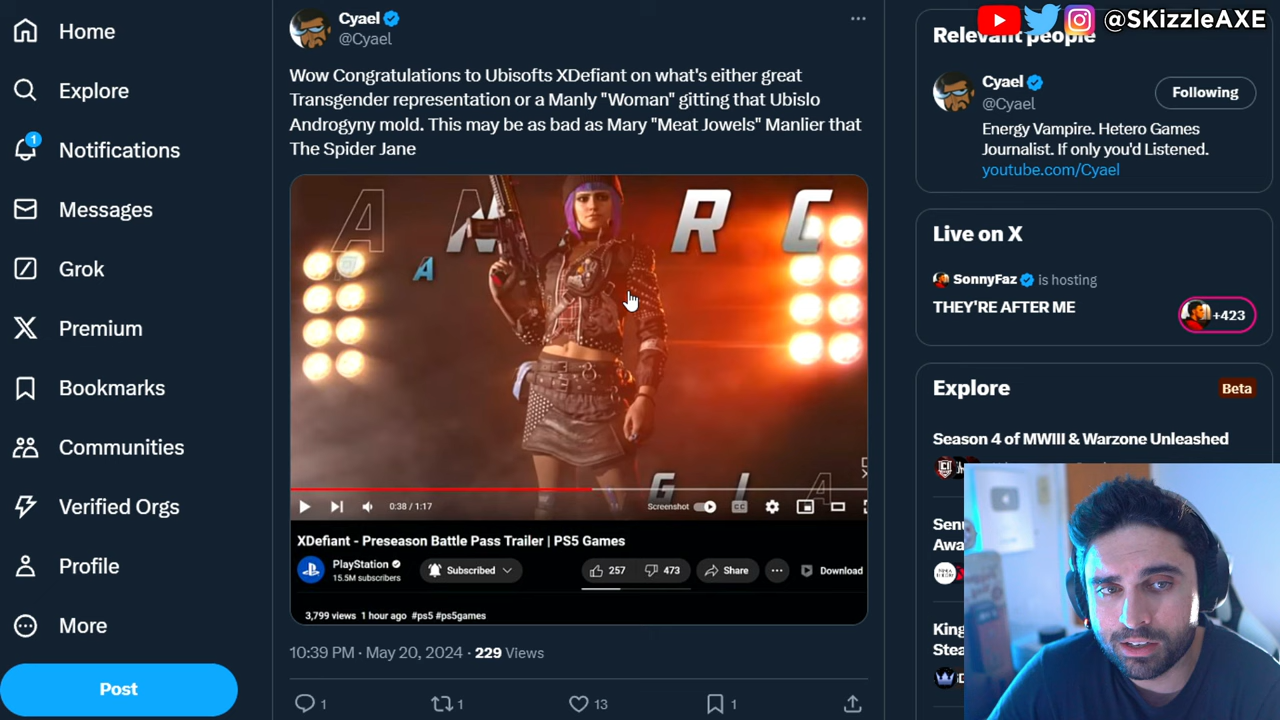 Home
Explore
1
Notifications
Messages
Grok
Premium
Bookmarks
Communities
Verified Orgs
Profile
More
Post
Cyael
@Cyael
Wow Congratulations to Ubisofts XDefiant on what's either great
Transgender representation or a Manly "Woman" gitting that Ubislo
Androgyny mold. This may be as bad as Mary "Meat Jowels" Manlier that
The Spider Jane
A N R C
A
G I A
0:38 / 1:17
Screenshot
CC
XDefiant - Preseason Battle Pass Trailer | PS5 Games
PlayStation
15.5M subscribers
Subscribed
257
473
Share
Download
3,799 views 1 hour ago #ps5 #ps5games
10:39 PM · May 20, 2024 · 229 Views
1
1
13
1
@SKizzleAXE
Relevant people
Cyael
@Cyael
Following
Energy Vampire. Hetero Games
Journalist. If only you'd Listened.
youtube.com/Cyael
Live on X
SonnyFaz is hosting
THEY'RE AFTER ME
+423
Explore
Beta
Season 4 of MWIII & Warzone Unleashed